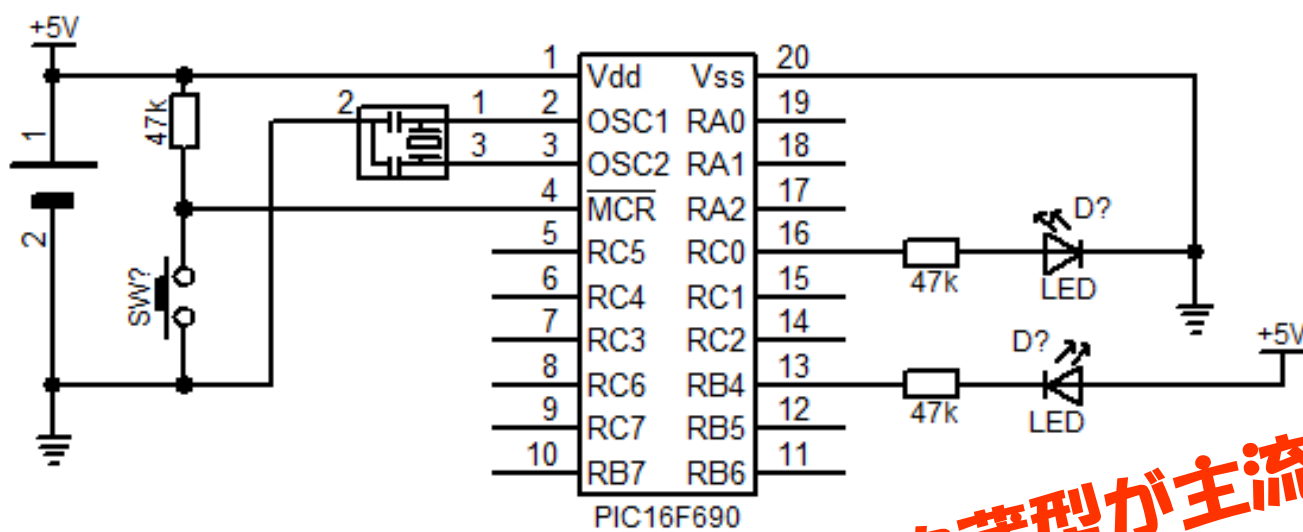 +5V
1
2
47k
SW?
2
1
3
1
Vdd
Vss
20
2
OSC1
RA0
19
3
OSC2
RA1
18
4
MCR
RA2
17
5
RC5
RC0
16
6
RC4
RC1
15
7
RC3
RC2
14
8
RC6
RB4
13
9
RC7
RB5
12
10
RB7
RB6
11
PIC16F690
47k
D?
LED
47k
D?
LED
+5V
型が主流